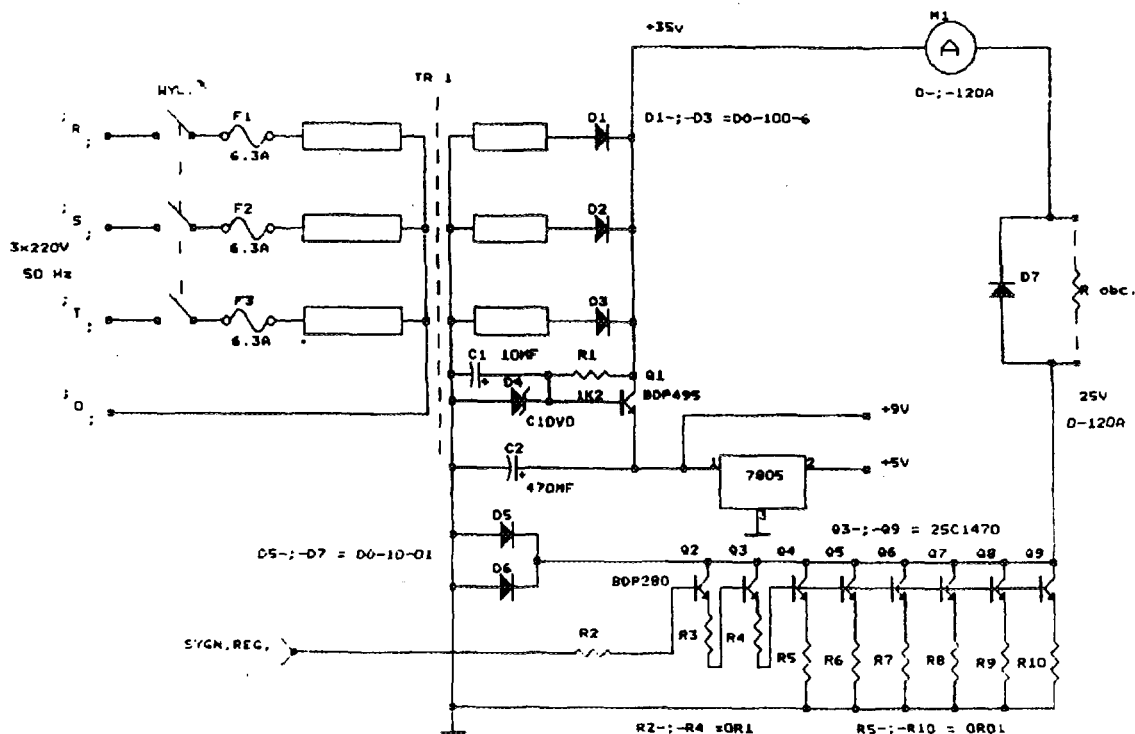 +35V
M1
A
0-;-120A
TR 1
WYL.
;R;
F1
6.3A
D1
D1-;-D3 =D0-100-6
;S;
F2
6.3A
D2
3x220V
50 Hz
;T;
F3
6.3A
D3
D7
R obc.
;0;
C1
10MF
R1
Q1
D4
1K2
BDP495
C10V0
25V
0-120A
+9V
C2
470MF
1
7805
2
3
+5V
Q3-;-Q9 = 2SC1470
D5
D5-;-D7 = D0-10-01
D6
Q2
Q3
Q4
Q5
Q6
Q7
Q8
Q9
BDP280
SYGN.REG.
R2
R3
R4
R5
R6
R7
R8
R9
R10
R2-;-R4 =0R1
R5-;-R10 = 0R01